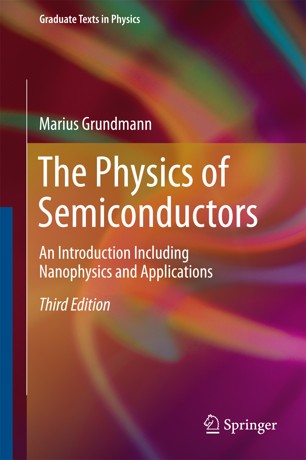 Graduate Texts in Physics
Marius Grundmann
The Physics of
Semiconductors
An Introduction Including
Nanophysics and Applications
Third Edition
Springer